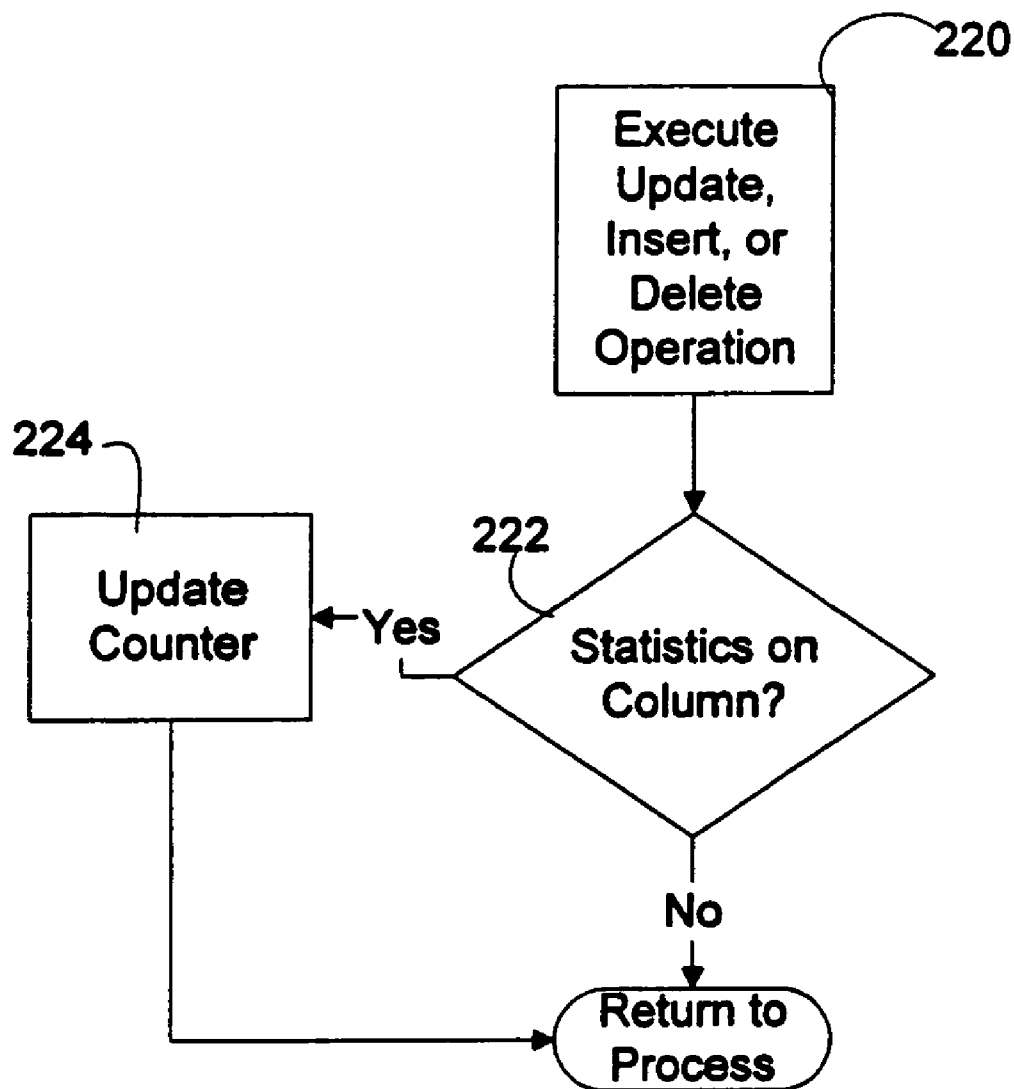 220
Execute
Update,
Insert, or
Delete
Operation
224
Update
Counter
Yes
222
Statistics on
Column?
No
Return to
Process